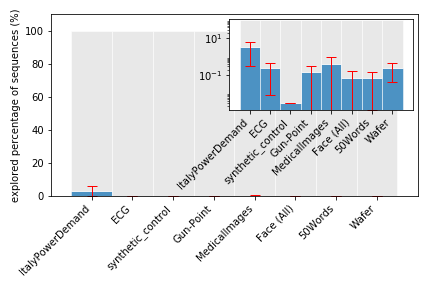 explored percentage of sequences (%)
100
80
60
40
20
0
10^1
10^-1
ItalyPowerDemand
ECG
synthetic_control
Gun-Point
MedicalImages
Face (All)
50Words
Wafer
ItalyPowerDemand
ECG
synthetic_control
Gun-Point
MedicalImages
Face (All)
50Words
Wafer